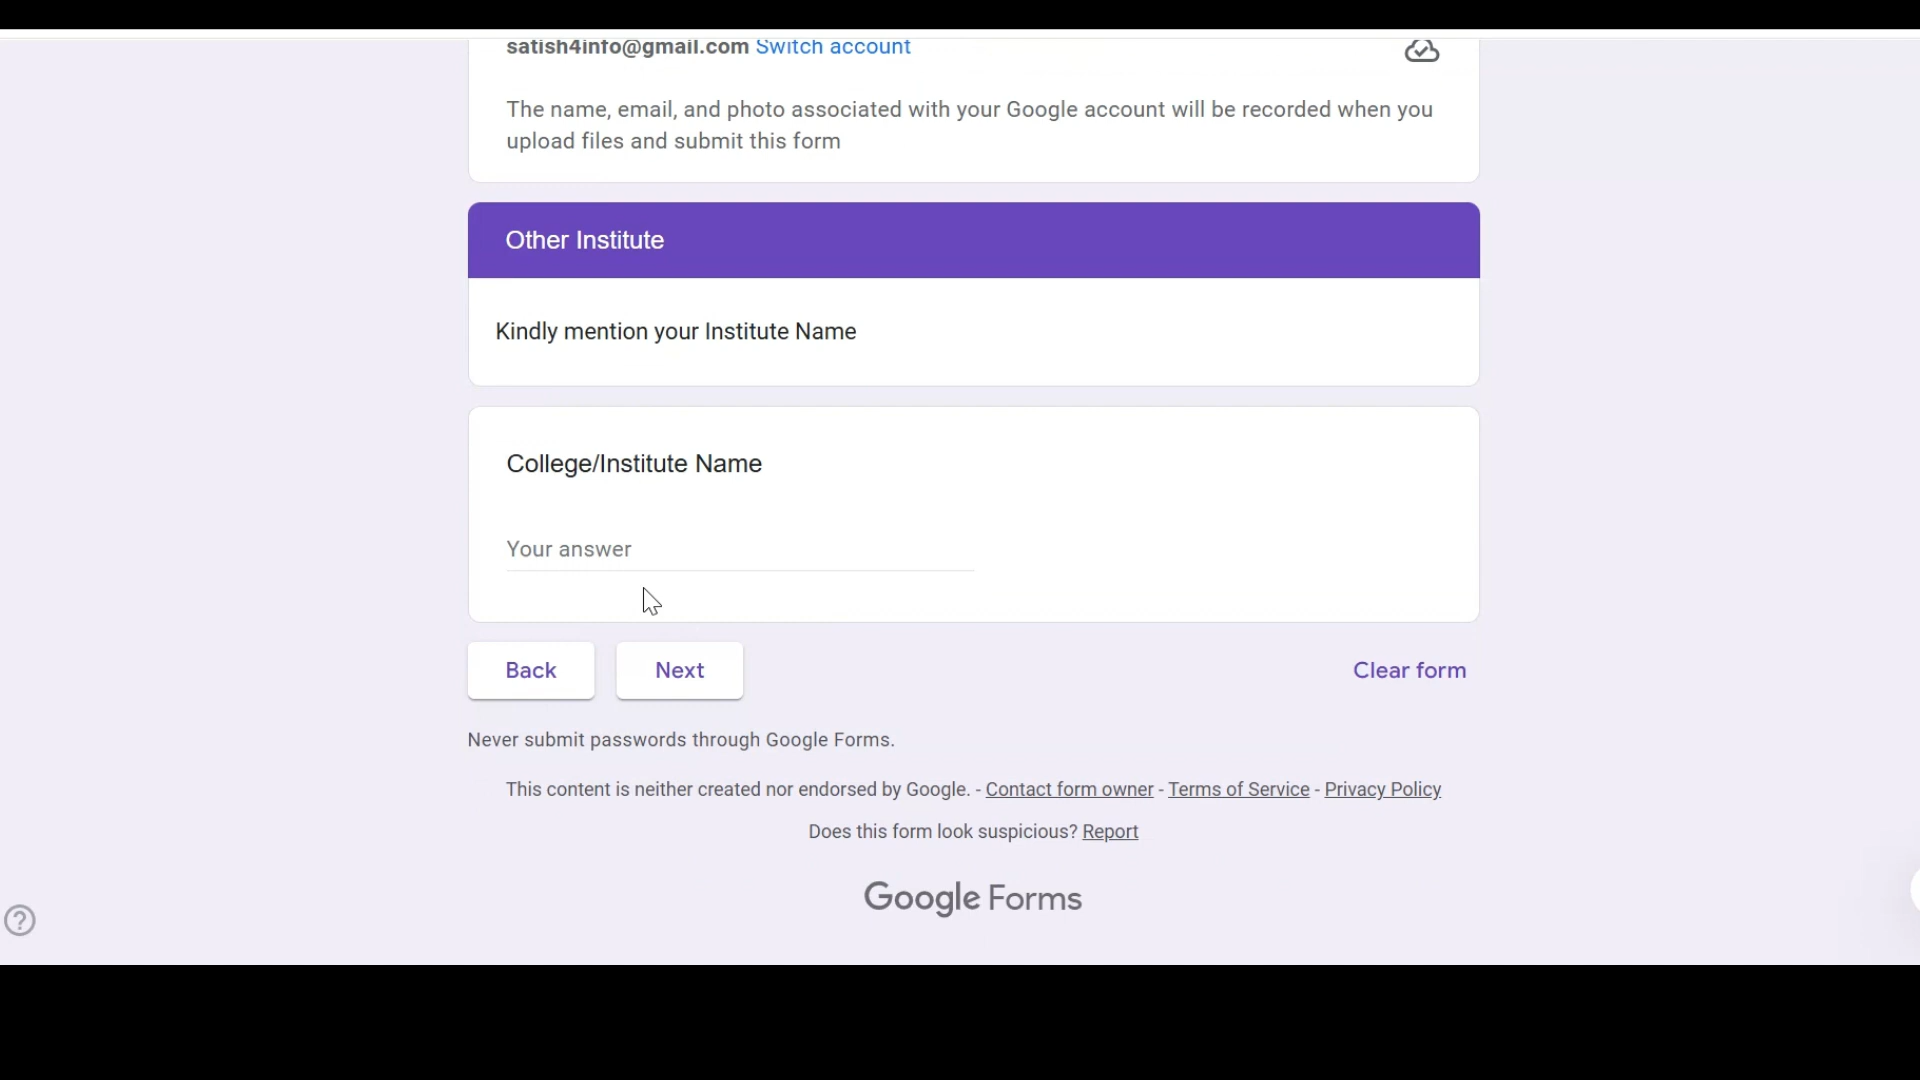 satish4info@gmail.com Switch account
The name, email, and photo associated with your Google account will be recorded when you
upload files and submit this form
Other Institute
Kindly mention your Institute Name
College/Institute Name
Your answer
Back Next Clear form
Never submit passwords through Google Forms.
This content is neither created nor endorsed by Google. - Contact form owner - Terms of Service - Privacy Policy
Does this form look suspicious? Report
Google Forms